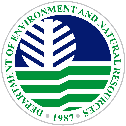 DEPARTMENT OF ENVIRONMENT AND NATURAL RESOURCES
1987